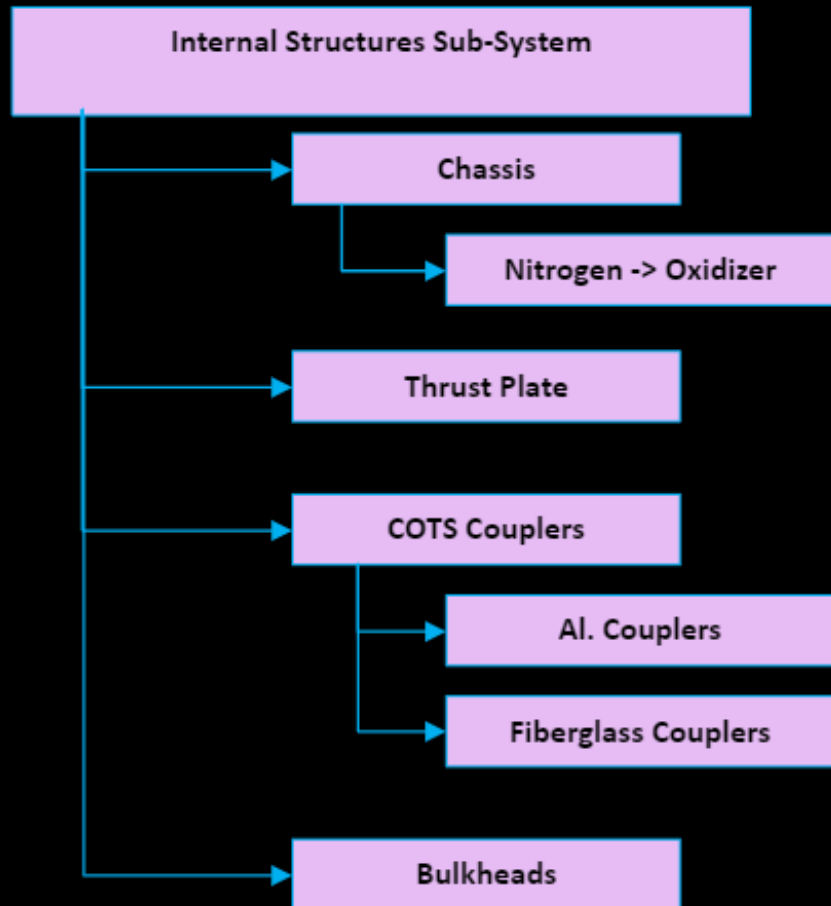 Internal Structures Sub-System
Chassis
Nitrogen -> Oxidizer
Thrust Plate
COTS Couplers
Al. Couplers
Fiberglass Couplers
Bulkheads